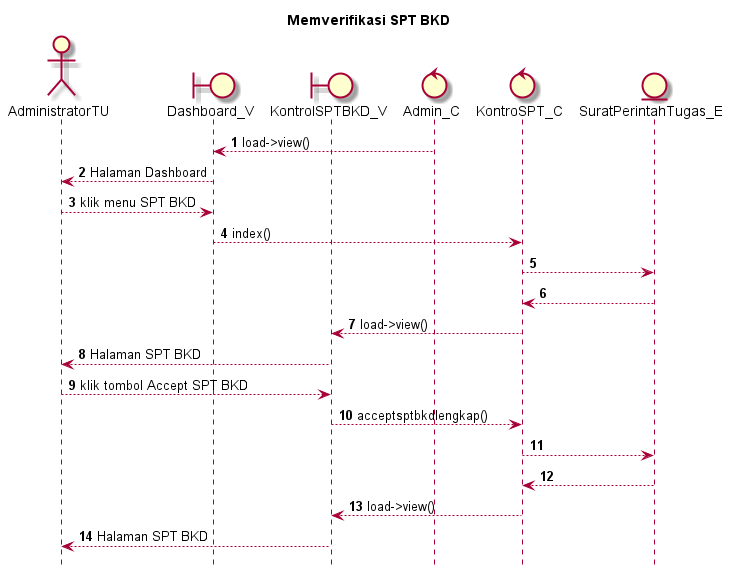 Memverifikasi SPT BKD
AdministratorTU
Dashboard_V
KontrolSPTBKD_V
Admin_C
KontroSPT_C
SuratPerintahTugas_E
1 load->view()
2 Halaman Dashboard
3 klik menu SPT BKD
4 index()
5
6
7 load->view()
8 Halaman SPT BKD
9 klik tombol Accept SPT BKD
10 acceptsptbkdlengkap()
11
12
13 load->view()
14 Halaman SPT BKD